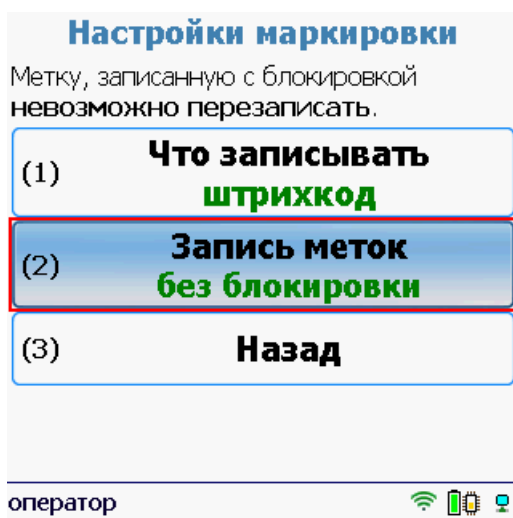 Настройки маркировки
Метку, записанную с блокировкой
невозможно перезаписать.
(1) Что записывать
штрихкод
(2) Запись меток
без блокировки
(3) Назад
оператор